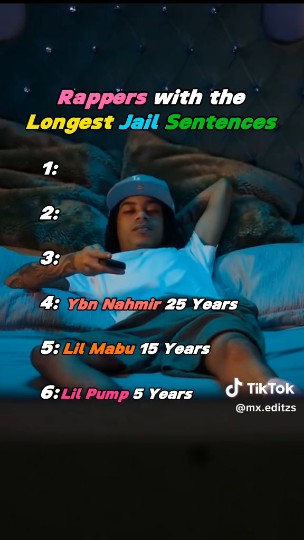 Rappers with the
Longest Jail Sentences
1:
2:
3:
4: Ybn Nahmir 25 Years
5: Lil Mabu 15 Years
6: Lil Pump 5 Years
TikTok
@mx.editzs